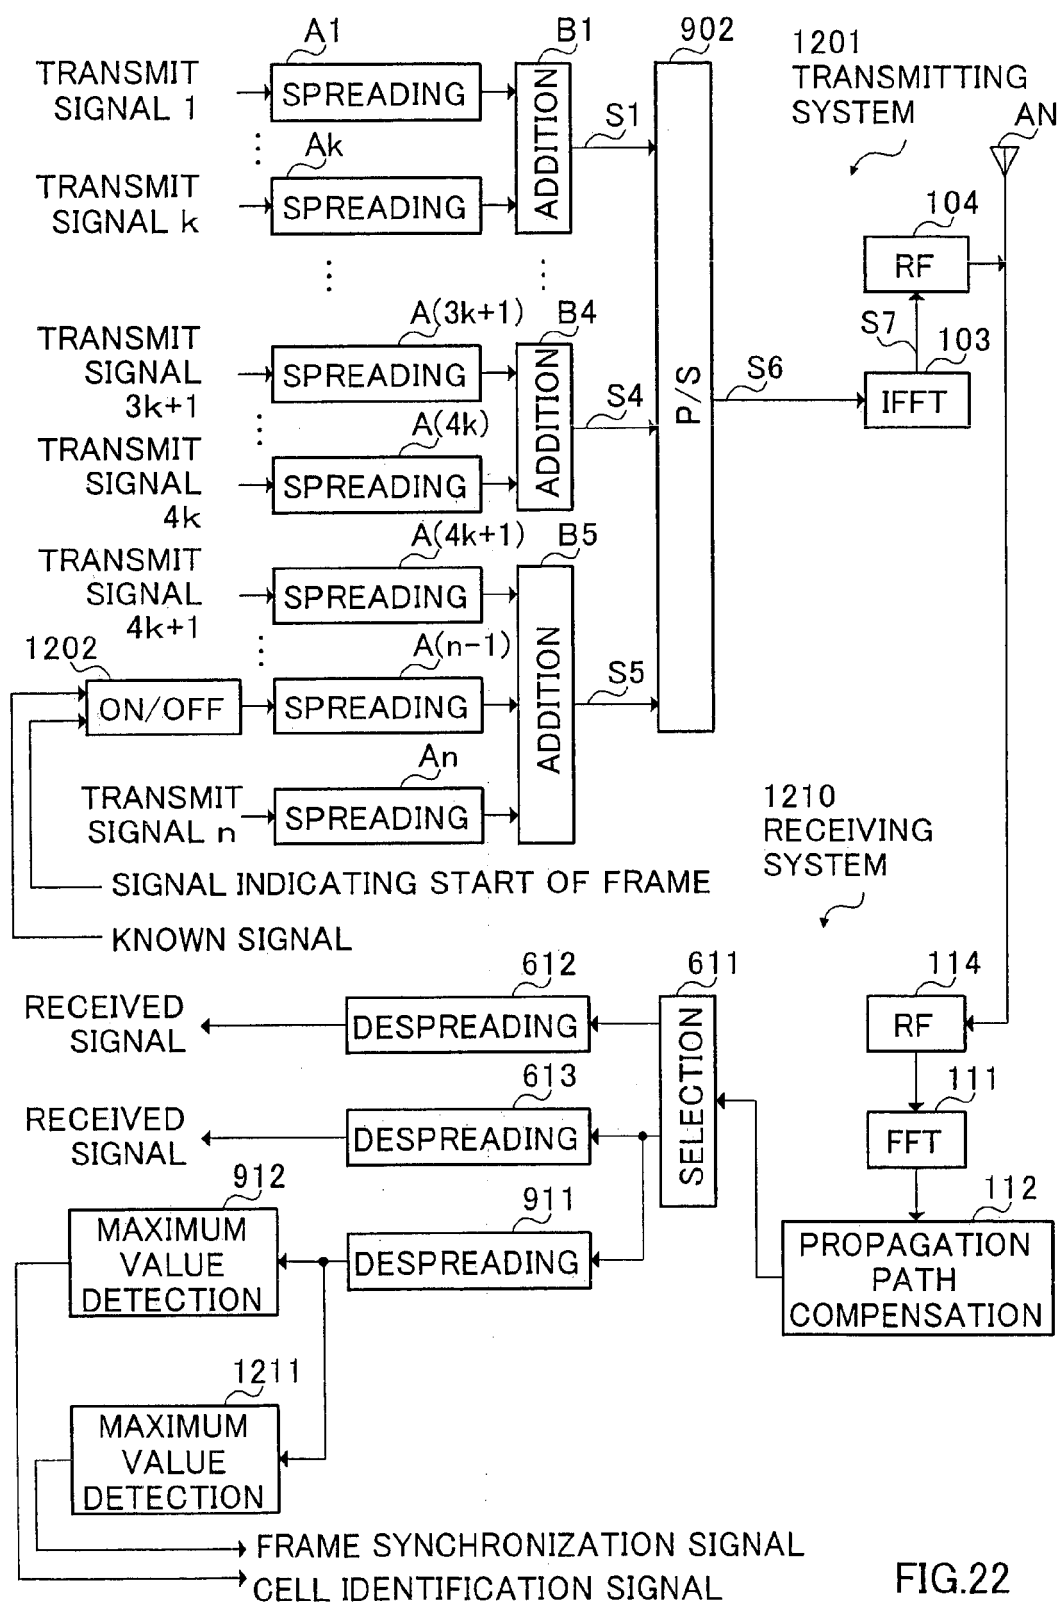 A1
B1
902
1201
TRANSMITTING
SYSTEM
AN
TRANSMIT
SIGNAL 1
SPREADING
ADDITION
S1
Ak
TRANSMIT
SIGNAL k
SPREADING
104
RF
A(3k+1)
B4
S7
103
TRANSMIT
SIGNAL
3k+1
SPREADING
ADDITION
S4
P/S
S6
IFFT
A(4k)
TRANSMIT
SIGNAL
4k
SPREADING
A(4k+1)
B5
TRANSMIT
SIGNAL
4k+1
SPREADING
ADDITION
1202
A(n-1)
S5
ON/OFF
SPREADING
An
TRANSMIT
SIGNAL n
SPREADING
1210
RECEIVING
SYSTEM
SIGNAL INDICATING START OF FRAME
KNOWN SIGNAL
612
611
114
RECEIVED
SIGNAL
DESPREADING
SELECTION
RF
613
111
RECEIVED
SIGNAL
DESPREADING
FFT
912
911
112
MAXIMUM
VALUE
DETECTION
DESPREADING
PROPAGATION
PATH
COMPENSATION
1211
MAXIMUM
VALUE
DETECTION
FRAME SYNCHRONIZATION SIGNAL
CELL IDENTIFICATION SIGNAL
FIG.22